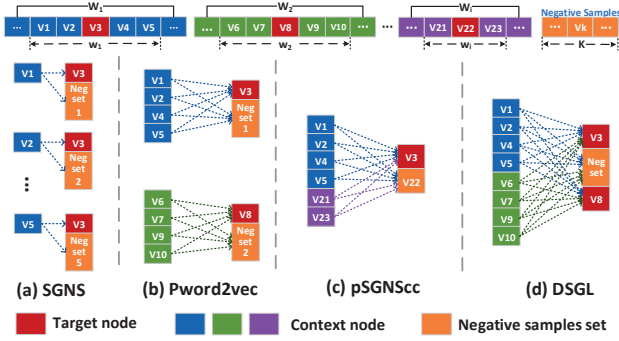 W₁ W₂ Wᵢ Negative Samples
... V1 V2 V3 V4 V5 ... ... V6 V7 V8 V9 V10 ... ... ... V21 V22 V23 ... ... Vk ...
w₁ w₂ wᵢ K
V1 V3
Neg
set
1
V2 V3
Neg
set
2
...
V5 V3
Neg
set
5
(a) SGNS
V1
V2
V4
V5
V3
Neg
set
1
V6
V7
V9
V10
V8
Neg
set
2
(b) Pword2vec
V1
V2
V4
V5
V21
V23
V3
V22
(c) pSGNScc
V1
V2
V4
V5
V6
V7
V9
V10
V3
Neg
set
V8
(d) DSGL
Target node Context node Negative samples set